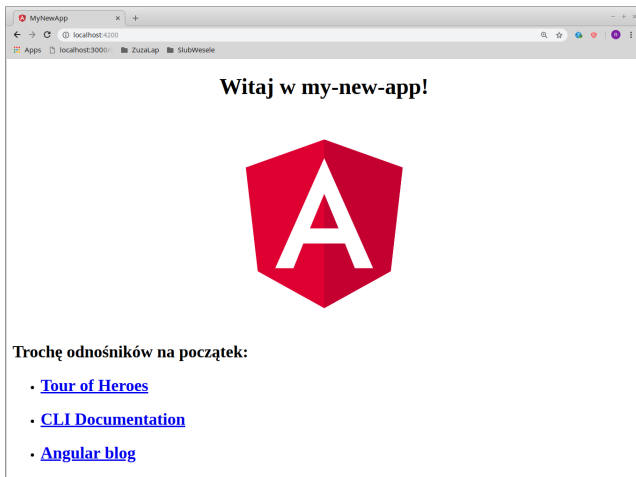 MyNewApp
localhost:4200
Apps localhost:3000/ ZuzaLap SlubWesele
Witaj w my-new-app!
A
Trochę odnośników na początek:
Tour of Heroes
CLI Documentation
Angular blog